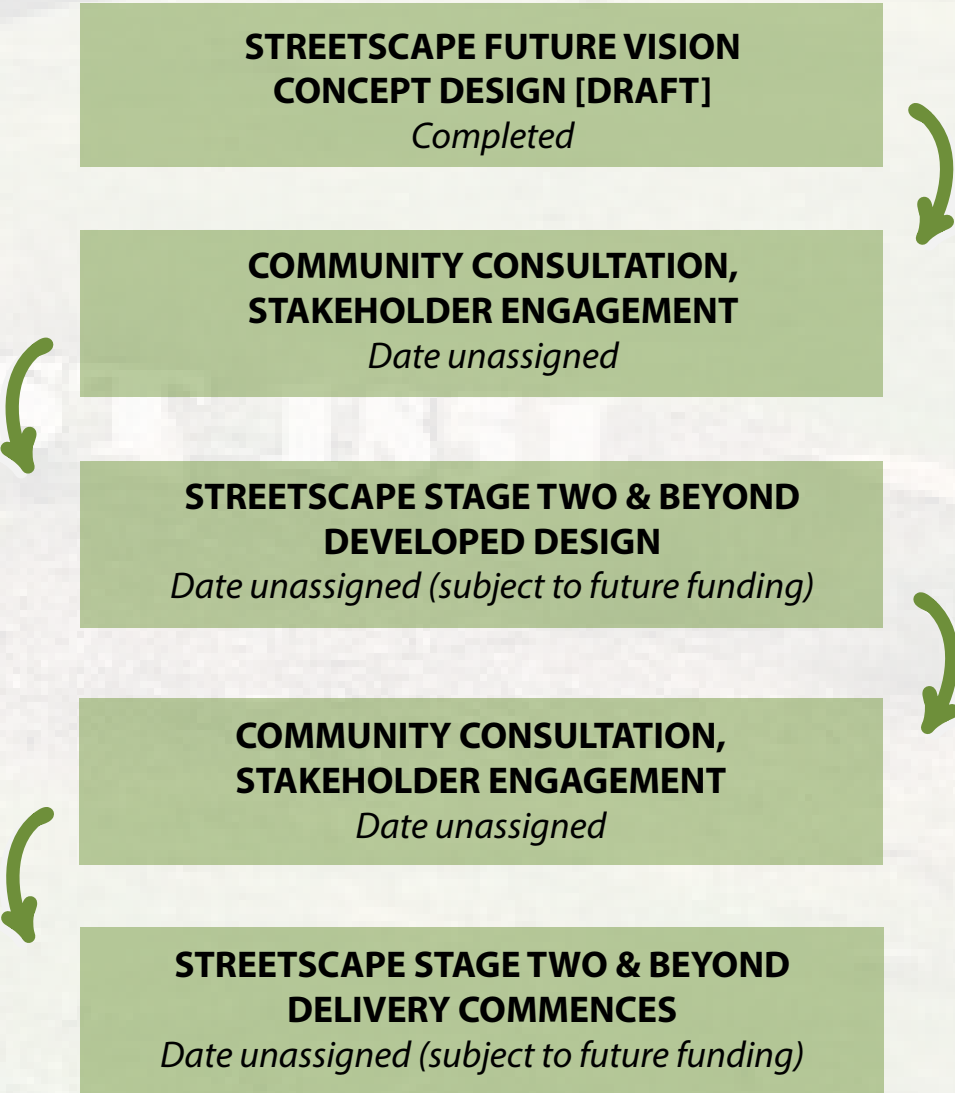 STREETSCAPE FUTURE VISION
CONCEPT DESIGN [DRAFT]
Completed
COMMUNITY CONSULTATION,
STAKEHOLDER ENGAGEMENT
Date unassigned
STREETSCAPE STAGE TWO & BEYOND
DEVELOPED DESIGN
Date unassigned (subject to future funding)
COMMUNITY CONSULTATION,
STAKEHOLDER ENGAGEMENT
Date unassigned
STREETSCAPE STAGE TWO & BEYOND
DELIVERY COMMENCES
Date unassigned (subject to future funding)